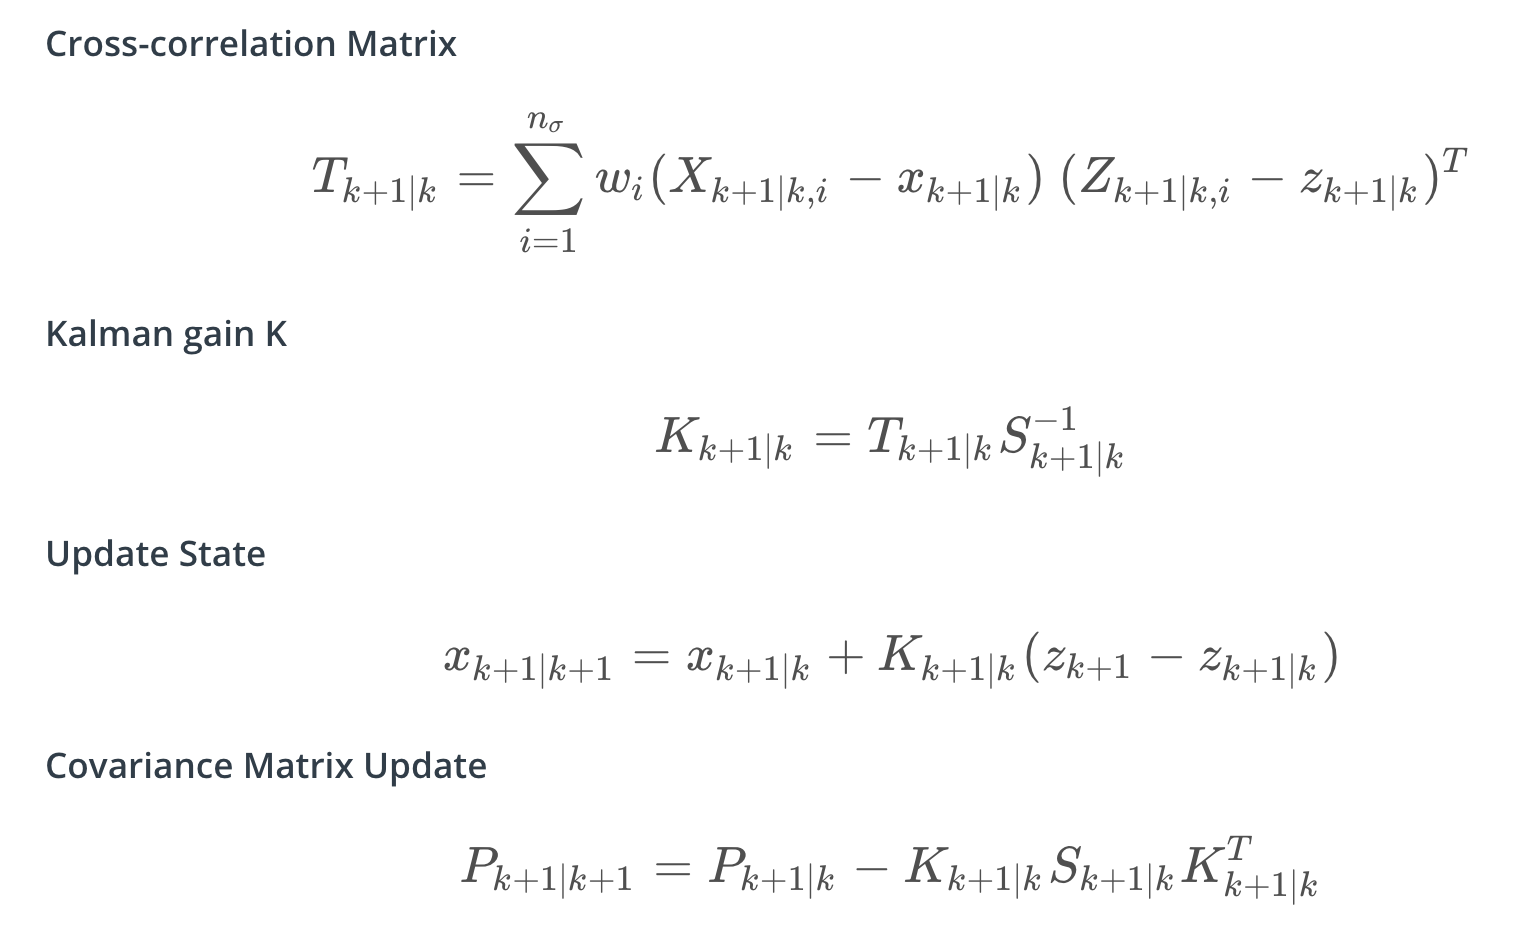 Cross-correlation Matrix
$T_{k+1|k} = \sum_{i=1}^{n_\sigma} w_i (X_{k+1|k,i} - x_{k+1|k}) (Z_{k+1|k,i} - z_{k+1|k})^T$
Kalman gain K
$K_{k+1|k} = T_{k+1|k} S_{k+1|k}^{-1}$
Update State
$x_{k+1|k+1} = x_{k+1|k} + K_{k+1|k} (z_{k+1} - z_{k+1|k})$
Covariance Matrix Update
$P_{k+1|k+1} = P_{k+1|k} - K_{k+1|k} S_{k+1|k} K_{k+1|k}^T$